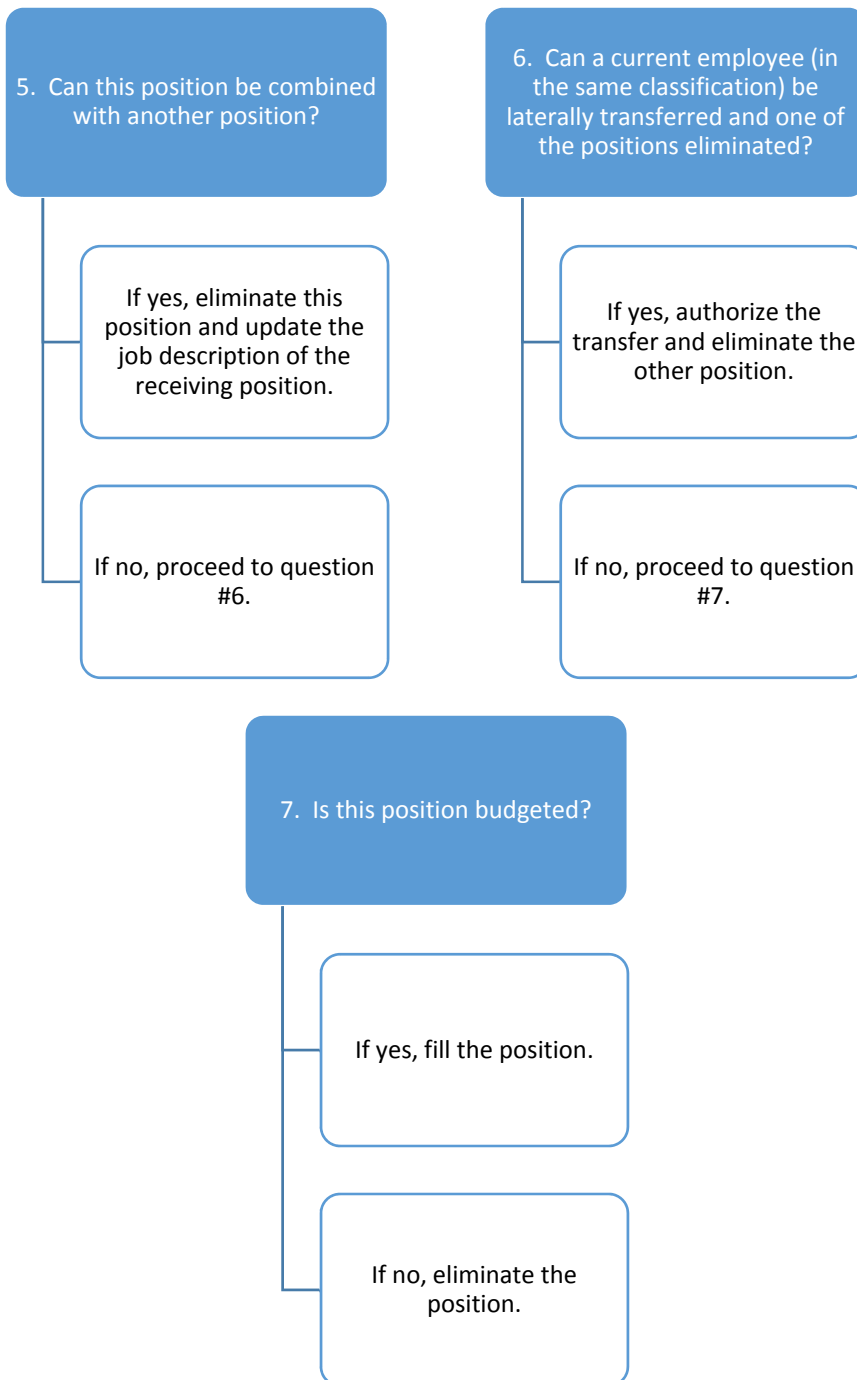 5.  Can this position be combined
with another position?
If yes, eliminate this
position and update the
job description of the
receiving position.
If no, proceed to question
#6.
6.  Can a current employee (in
the same classification) be
laterally transferred and one of
the positions eliminated?
If yes, authorize the
transfer and eliminate the
other position.
If no, proceed to question
#7.
7.  Is this position budgeted?
If yes, fill the position.
If no, eliminate the
position.